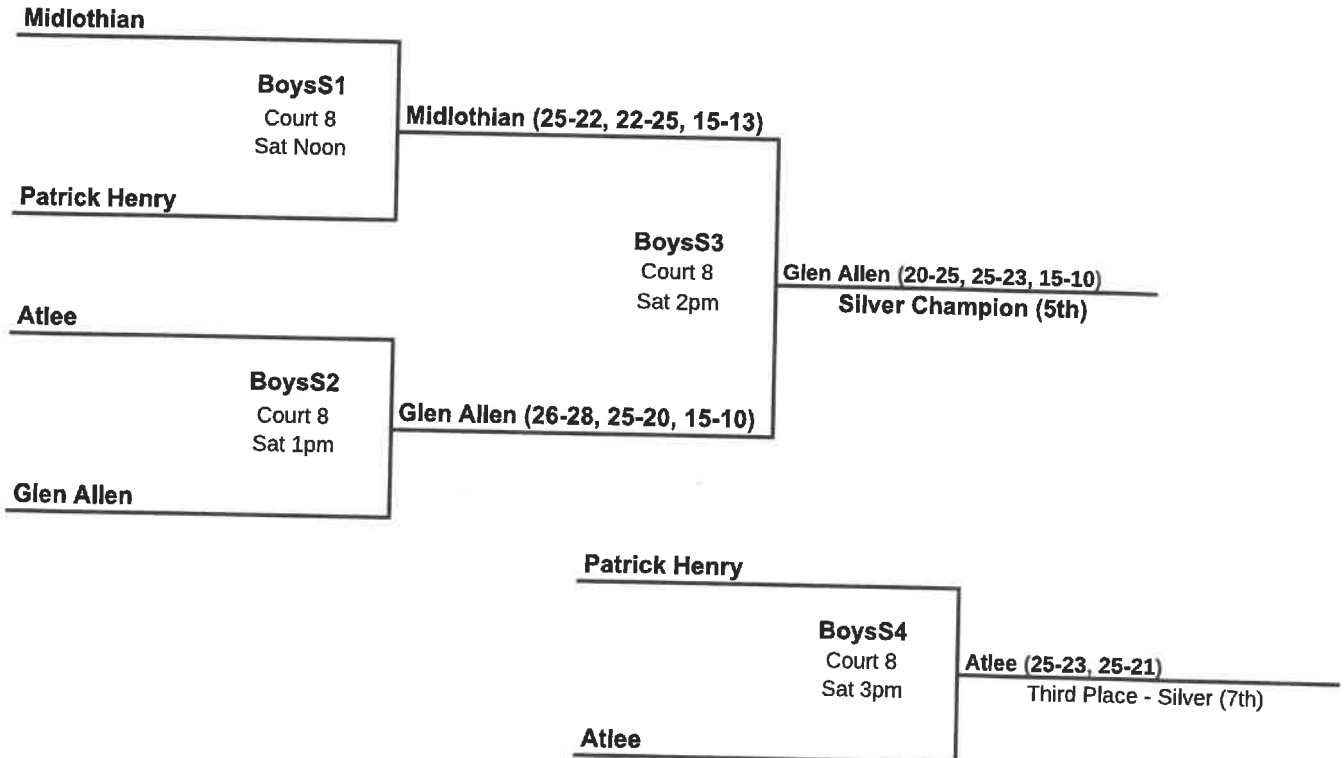 Midlothian
BoysS1
Court 8
Sat Noon
Midlothian (25-22, 22-25, 15-13)
Patrick Henry
BoysS3
Court 8
Sat 2pm
Glen Allen (20-25, 25-23, 15-10)
Silver Champion (5th)
Atlee
BoysS2
Court 8
Sat 1pm
Glen Allen (26-28, 25-20, 15-10)
Glen Allen
Patrick Henry
BoysS4
Court 8
Sat 3pm
Atlee (25-23, 25-21)
Third Place - Silver (7th)
Atlee